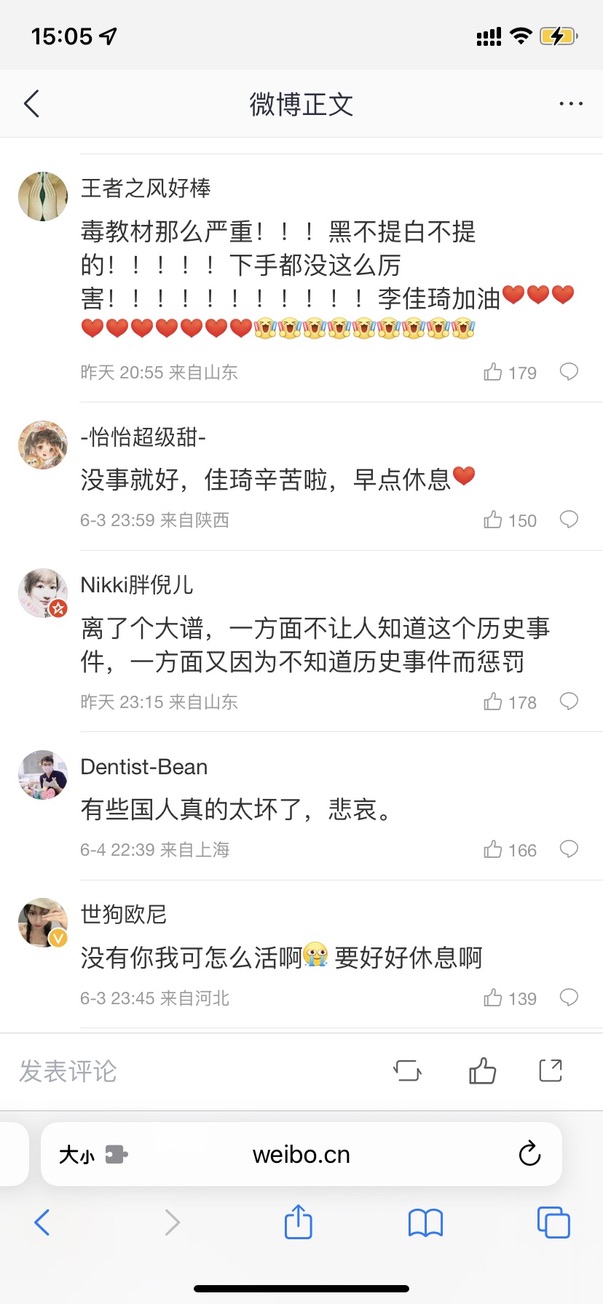 15:05
微博正文
王者之风好棒
毒教材那么严重！！！黑不提白不提
的！！！！！下手都没这么厉
害！！！！！！！！！！！李佳琦加油❤️❤️❤️
❤️❤️❤️❤️❤️❤️❤️
昨天 20:55 来自山东
179
-怡怡超级甜-
没事就好，佳琦辛苦啦，早点休息❤️
6-3 23:59 来自陕西
150
Nikki胖倪儿
离了个大谱，一方面不让人知道这个历史事
件，一方面又因为不知道历史事件而惩罚
昨天 23:15 来自山东
178
Dentist-Bean
有些国人真的太坏了，悲哀。
6-4 22:39 来自上海
166
世狗欧尼
没有你我可怎么活啊😭 要好好休息啊
6-3 23:45 来自河北
139
发表评论
大小
weibo.cn